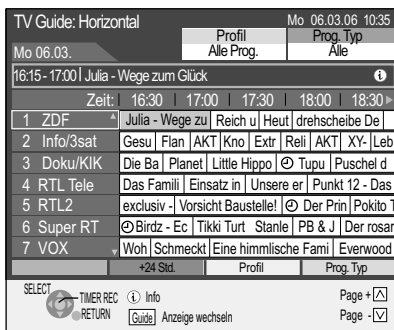 TV Guide: Horizontal Mo 06.03.06 10:35
Profil Prog. Typ
Mo 06.03. Alle Prog. Alle
16:15 - 17:00 Julia - Wege zum Glück i
Zeit: 16:30 17:00 17:30 18:00 18:30
1 ZDF Julia - Wege zu Reich u Heut drehscheibe De
2 Info/3sat Gesu Flan AKT Kno Extr Reli AKT XY- Leb
3 Doku/KIK Die Ba Planet Little Hippo Tupu Puschel d
4 RTL Tele Das Famili Einsatz in Unsere er Punkt 12 - Das
5 RTL2 exclusiv - Vorsicht Baustelle! Der Prin Pokito T
6 Super RT Birdz - Ec Tikki Turt Stanle PB & J Der rosar
7 VOX Woh Schmeckt Eine himmlische Fami Everwood
+24 Std. Profil Prog. Typ
SELECT
TIMER REC i Info Page +
RETURN Guide Anzeige wechseln Page -